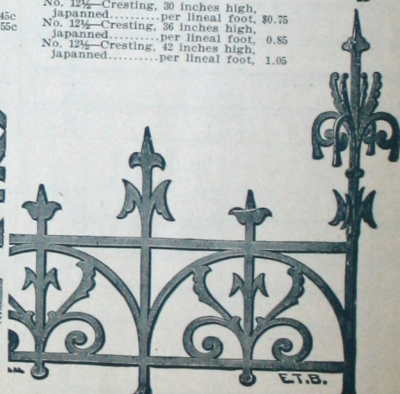 No. 12½—Cresting, 30 inches high,
japanned..........per lineal foot, $0.75
No. 12½—Cresting, 36 inches high,
japanned..........per lineal foot, 0.85
No. 12½—Cresting, 42 inches high,
japanned..........per lineal foot, 1.05
45c
55c
E.T.B.